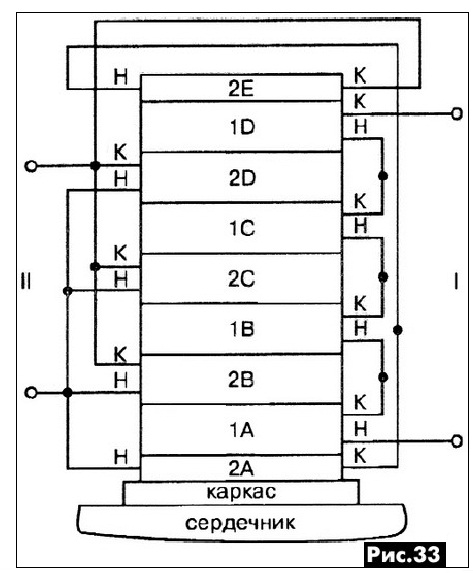 Н 2E К
К
1D Н
К
Н 2D
К
1C Н
К
Н 2C
II I
К
1B Н
К
Н 2B
К
1A Н
Н 2A К
каркас
сердечник
Рис.33